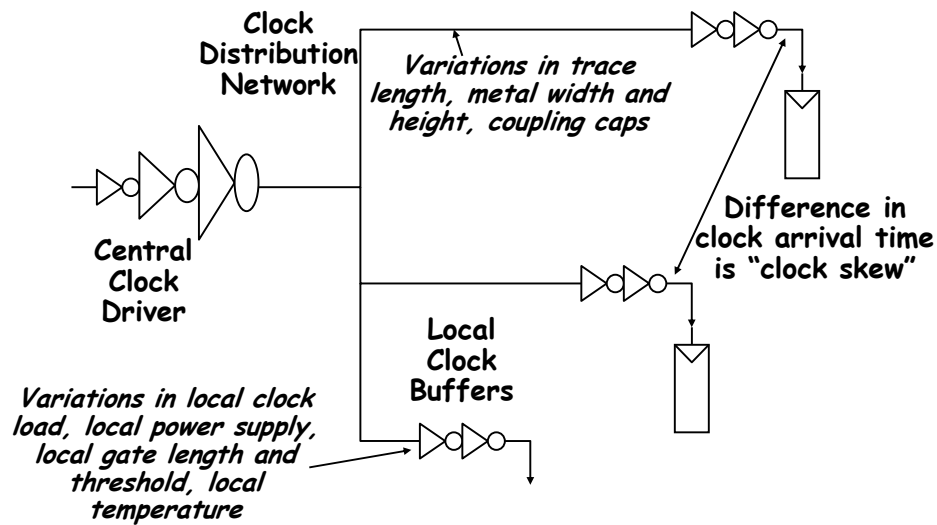 Clock
Distribution
Network
Variations in trace
length, metal width and
height, coupling caps
Central
Clock
Driver
Difference in
clock arrival time
is “clock skew”
Local
Clock
Buffers
Variations in local clock
load, local power supply,
local gate length and
threshold, local
temperature